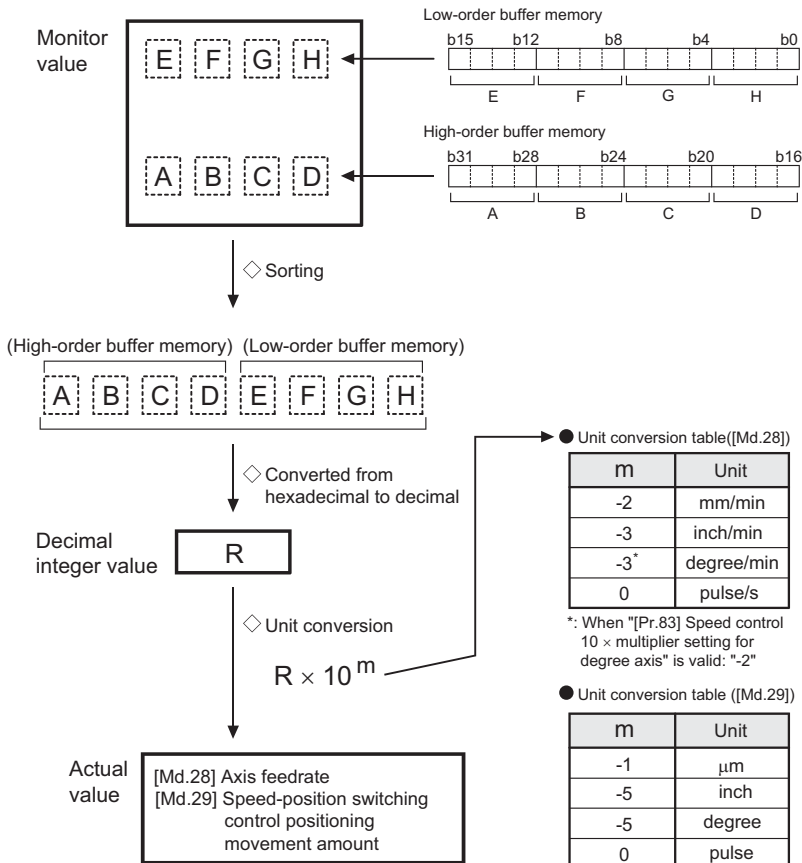 Monitor
value
E F G H
A B C D
Low-order buffer memory
b15 b12 b8 b4 b0
E F G H
High-order buffer memory
b31 b28 b24 b20 b16
A B C D
◇ Sorting
(High-order buffer memory) (Low-order buffer memory)
A B C D E F G H
◇ Converted from
hexadecimal to decimal
Decimal
integer value
R
◇ Unit conversion
R × 10^m
Actual
value
[Md.28] Axis feedrate
[Md.29] Speed-position switching
control positioning
movement amount
● Unit conversion table([Md.28])
m Unit
-2 mm/min
-3 inch/min
-3* degree/min
0 pulse/s
*: When "[Pr.83] Speed control
10 × multiplier setting for
degree axis" is valid: "-2"
● Unit conversion table ([Md.29])
m Unit
-1 μm
-5 inch
-5 degree
0 pulse